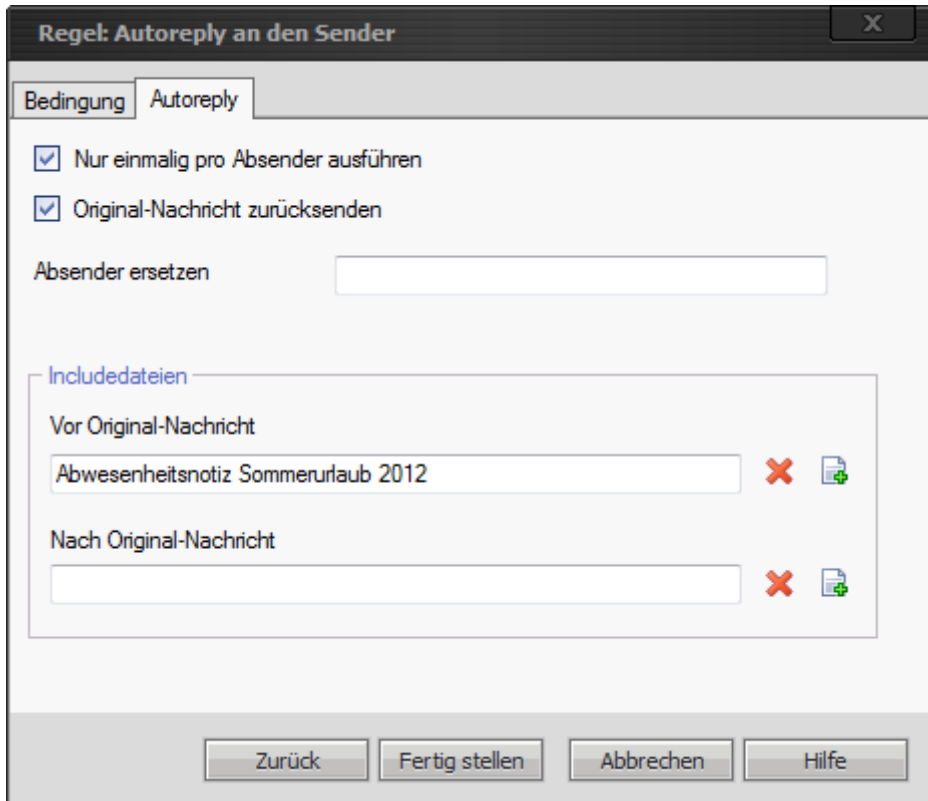 Regel: Autoreply an den Sender
X
Bedingung Autoreply
Nur einmalig pro Absender ausführen
Original-Nachricht zurücksenden
Absender ersetzen
Includedateien
Vor Original-Nachricht
Abwesenheitsnotiz Sommerurlaub 2012
Nach Original-Nachricht
Zurück Fertig stellen Abbrechen Hilfe